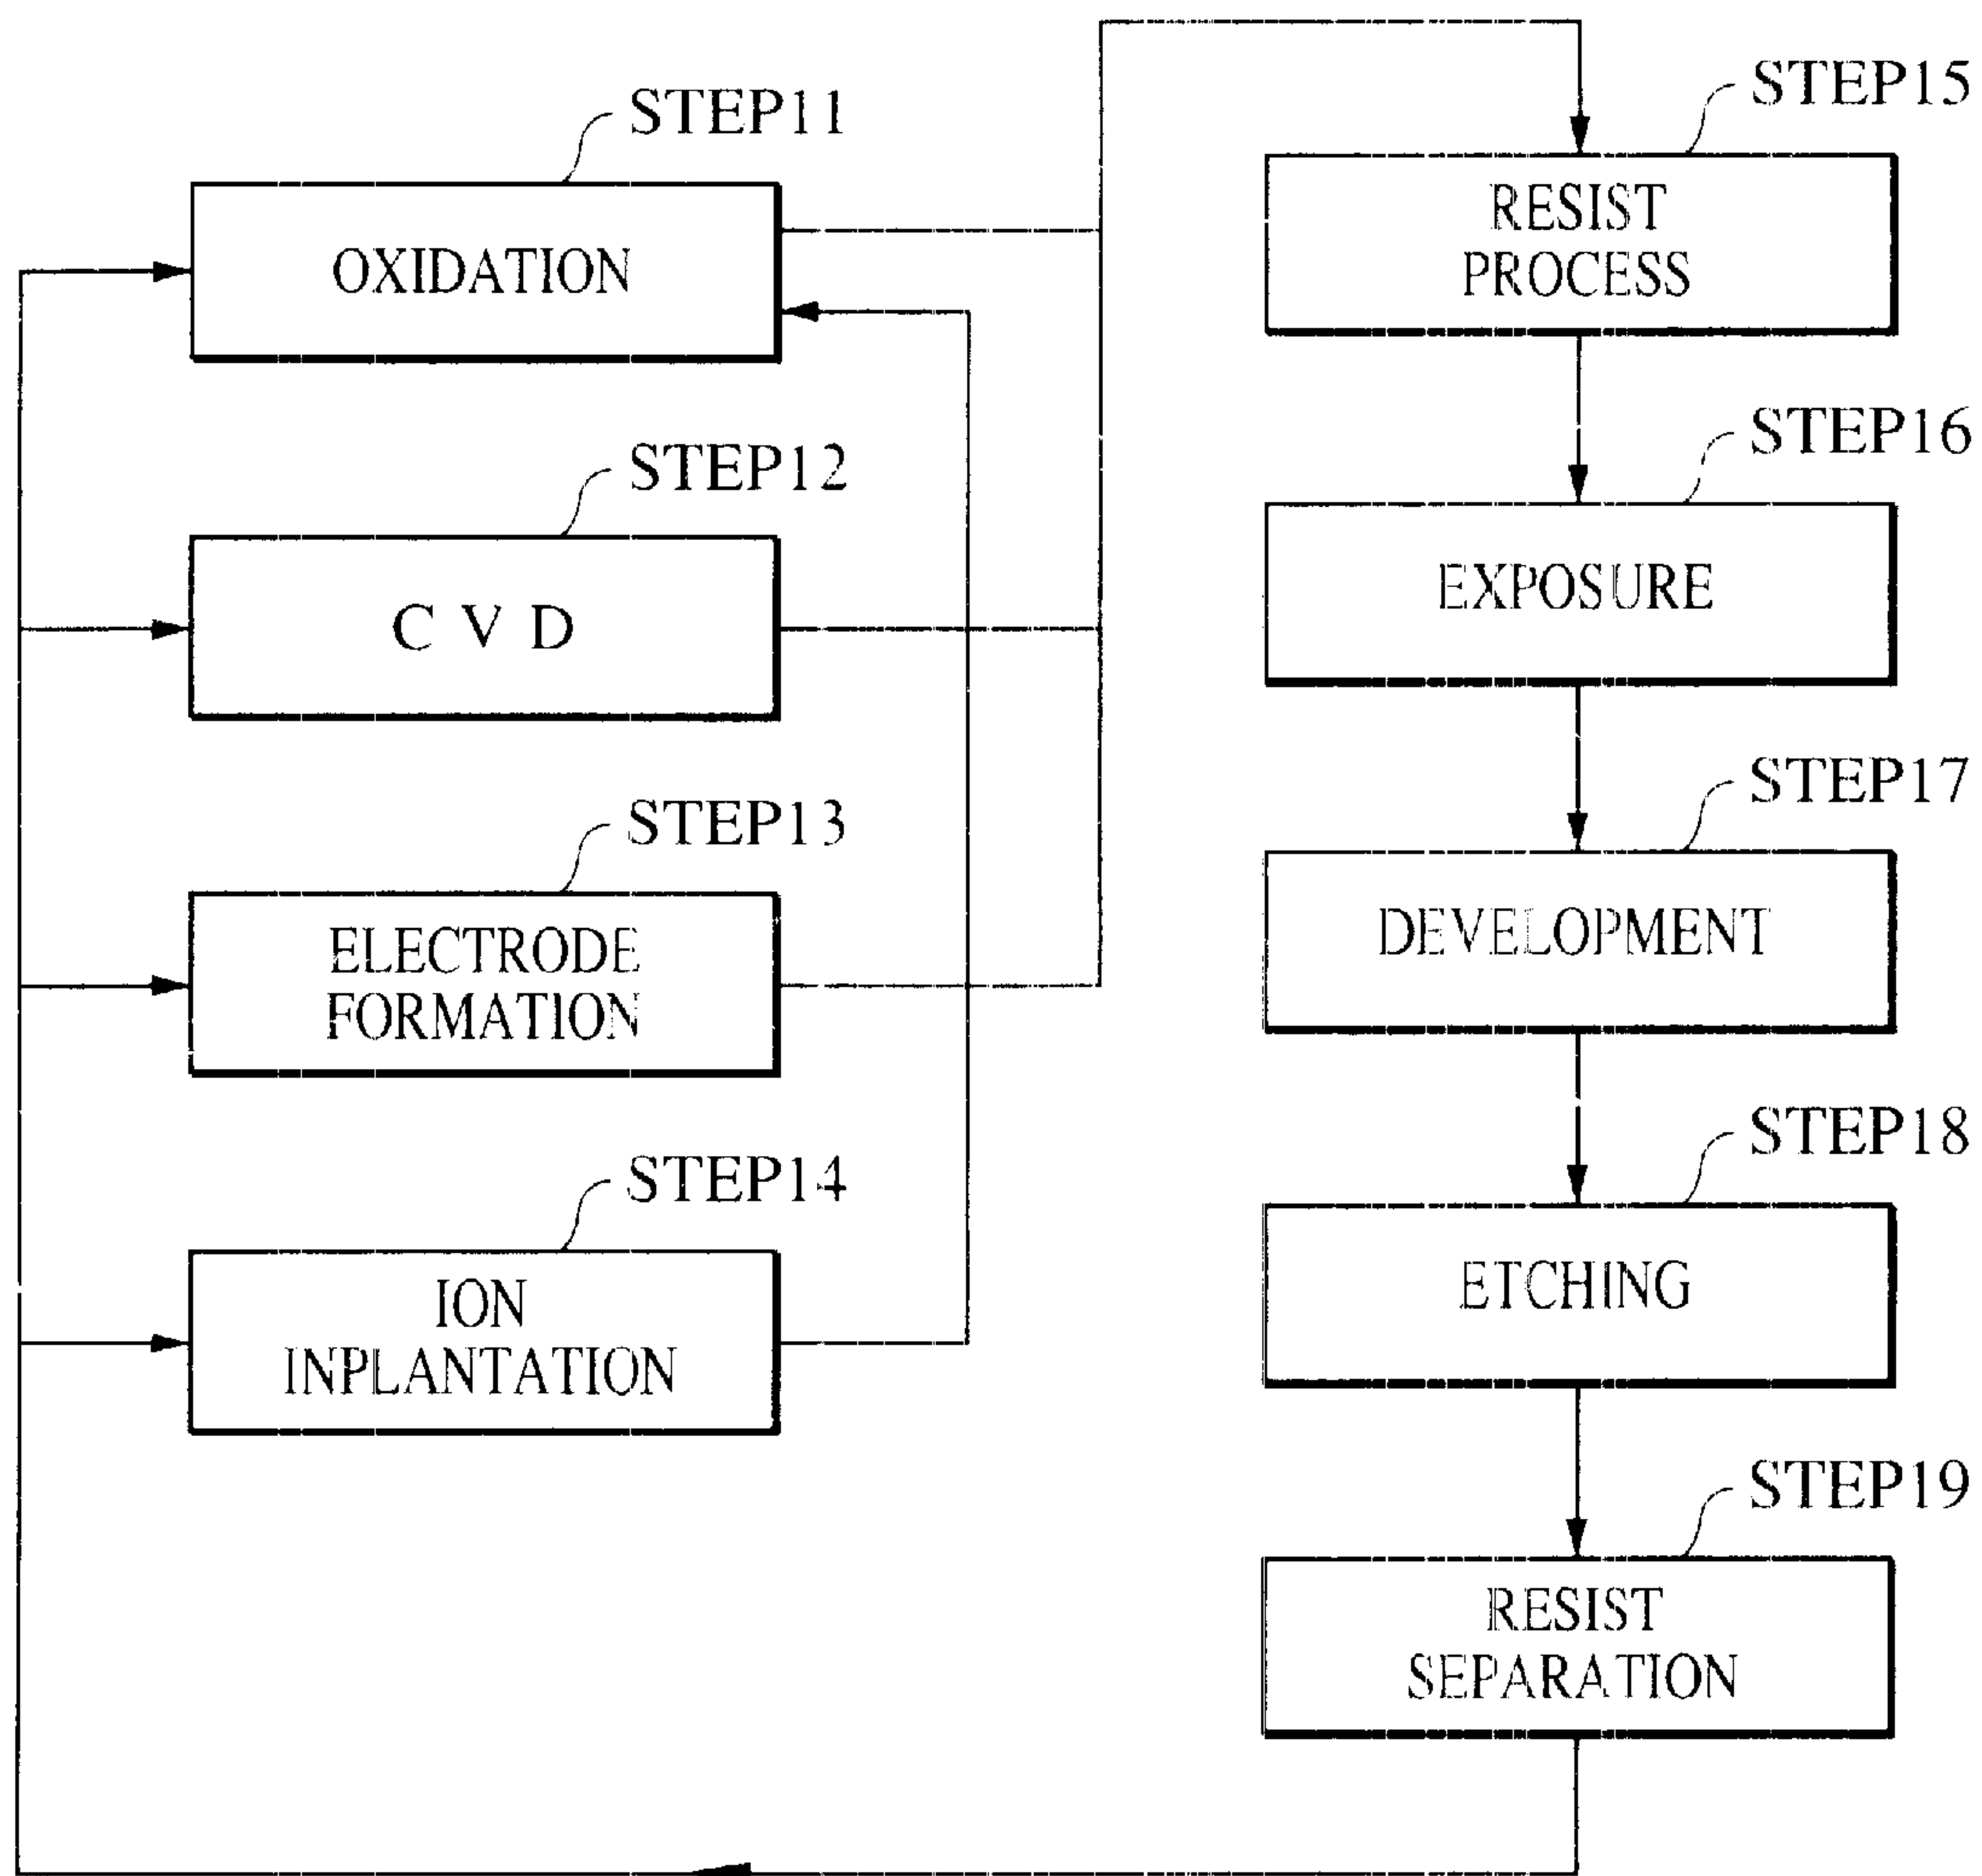 STEP11
OXIDATION
STEP12
C V D
STEP13
ELECTRODE
FORMATION
STEP14
ION
INPLANTATION
STEP15
RESIST
PROCESS
STEP16
EXPOSURE
STEP17
DEVELOPMENT
STEP18
ETCHING
STEP19
RESIST
SEPARATION